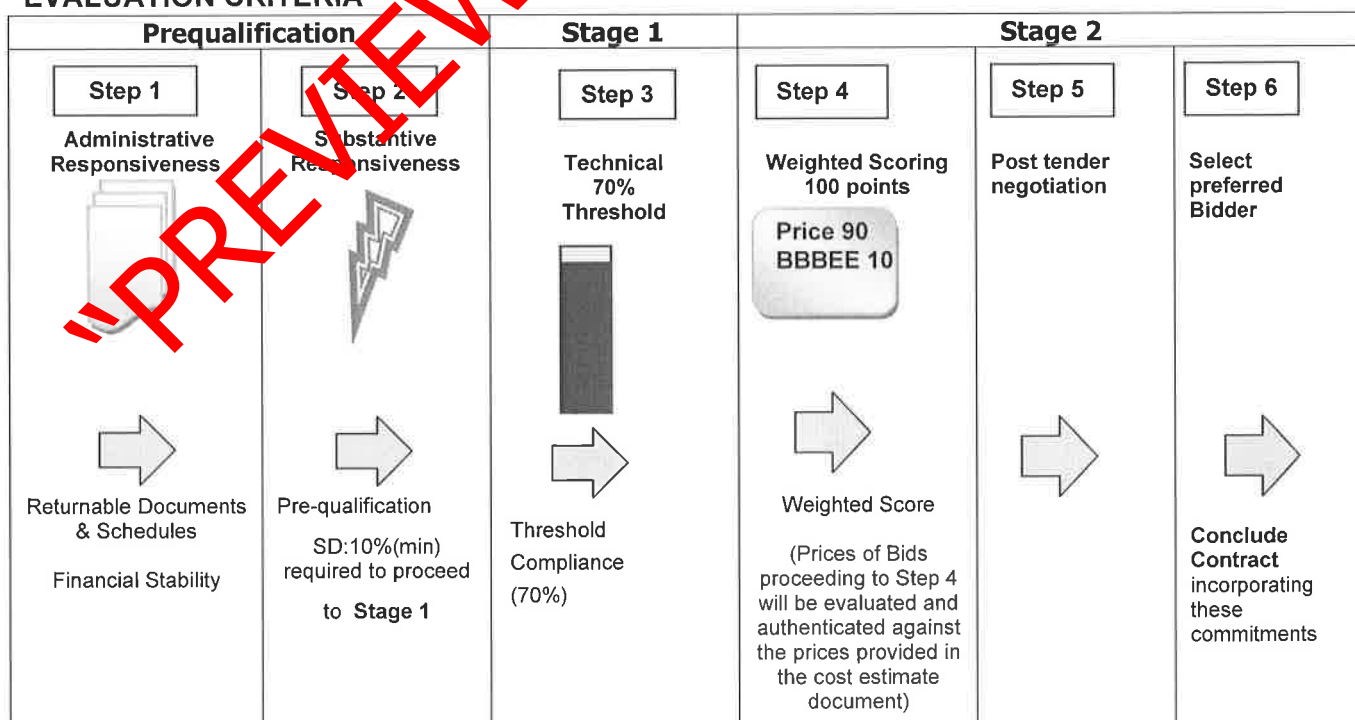 EVALUATION CRITERIA
Prequalification
Stage 1
Stage 2
Step 1
Administrative
Responsiveness
Returnable Documents
& Schedules
Financial Stability
Step 2
Substantive
Responsiveness
Pre-qualification
SD:10%(min)
required to proceed
to Stage 1
Step 3
Technical
70%
Threshold
Threshold
Compliance
(70%)
Step 4
Weighted Scoring
100 points
Price 90
BBBEE 10
Weighted Score
(Prices of Bids
proceeding to Step 4
will be evaluated and
authenticated against
the prices provided in
the cost estimate
document)
Step 5
Post tender
negotiation
Step 6
Select
preferred
Bidder
Conclude
Contract
incorporating
these
commitments
“PREVIEW